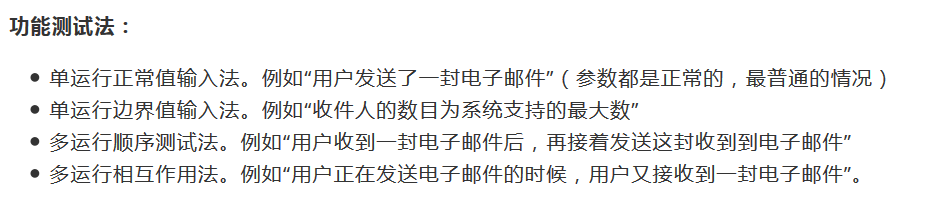 功能测试法：
● 单运行正常值输入法。例如“用户发送了一封电子邮件”（参数都是正常的，最普通的情况）
● 单运行边界值输入法。例如“收件人的数目为系统支持的最大数”
● 多运行顺序测试法。例如“用户收到一封电子邮件后，再接着发送这封收到到电子邮件”
● 多运行相互作用法。例如“用户正在发送电子邮件的时候，用户又接收到一封电子邮件”。